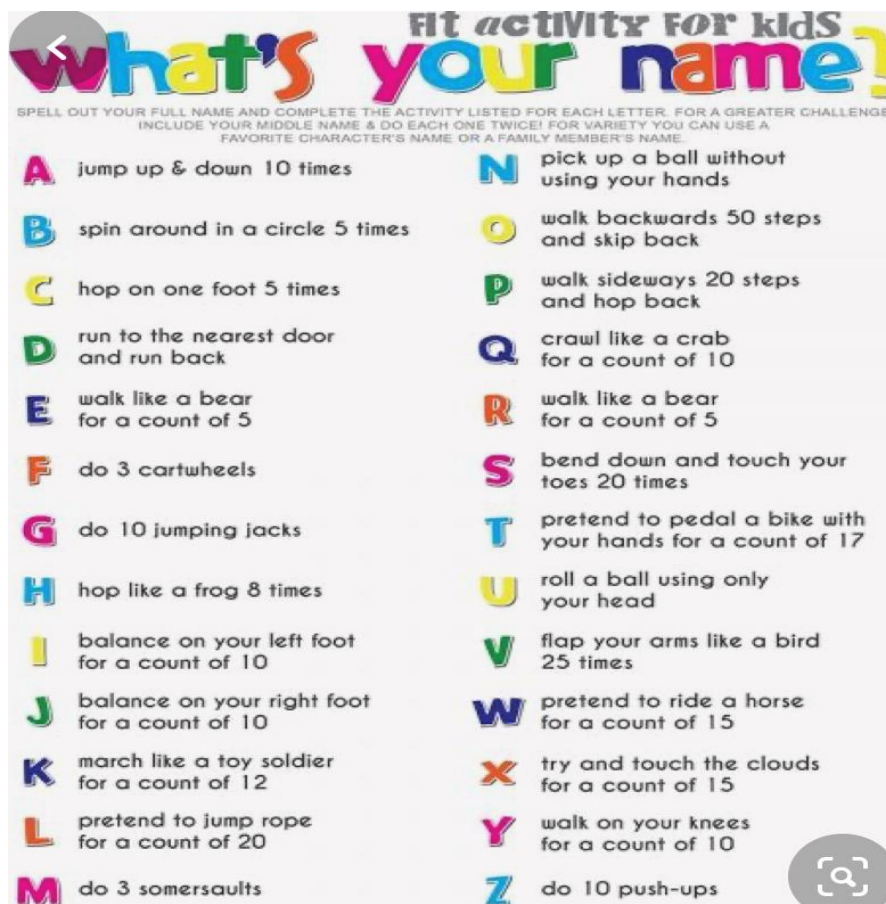 Fit activity for kids
what's your name?
SPELL OUT YOUR FULL NAME AND COMPLETE THE ACTIVITY LISTED FOR EACH LETTER. FOR A GREATER CHALLENGE
INCLUDE YOUR MIDDLE NAME & DO EACH ONE TWICE! FOR VARIETY YOU CAN USE A
FAVORITE CHARACTER'S NAME OR A FAMILY MEMBER'S NAME.
A jump up & down 10 times
B spin around in a circle 5 times
C hop on one foot 5 times
D run to the nearest door
and run back
E walk like a bear
for a count of 5
F do 3 cartwheels
G do 10 jumping jacks
H hop like a frog 8 times
I balance on your left foot
for a count of 10
J balance on your right foot
for a count of 10
K march like a toy soldier
for a count of 12
L pretend to jump rope
for a count of 20
M do 3 somersaults
N pick up a ball without
using your hands
O walk backwards 50 steps
and skip back
P walk sideways 20 steps
and hop back
Q crawl like a crab
for a count of 10
R walk like a bear
for a count of 5
S bend down and touch your
toes 20 times
T pretend to pedal a bike with
your hands for a count of 17
U roll a ball using only
your head
V flap your arms like a bird
25 times
W pretend to ride a horse
for a count of 15
X try and touch the clouds
for a count of 15
Y walk on your knees
for a count of 10
Z do 10 push-ups